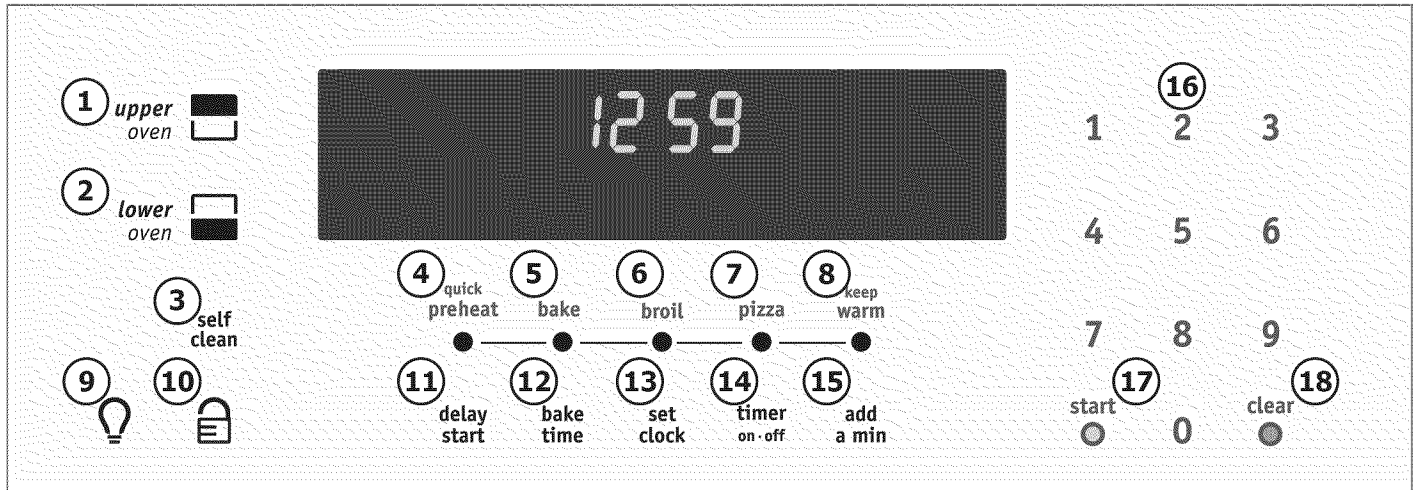 1
upper
oven
12 59
16
1 2 3
2
lower
oven
4 5 6
4 5 6 7 8
quick
preheat
bake
broil
pizza
keep
warm
3
self
clean
7 8 9
9 10
11 12 13 14 15
delay
start
bake
time
set
clock
timer
on·off
add
a min
17 18
start
0
clear